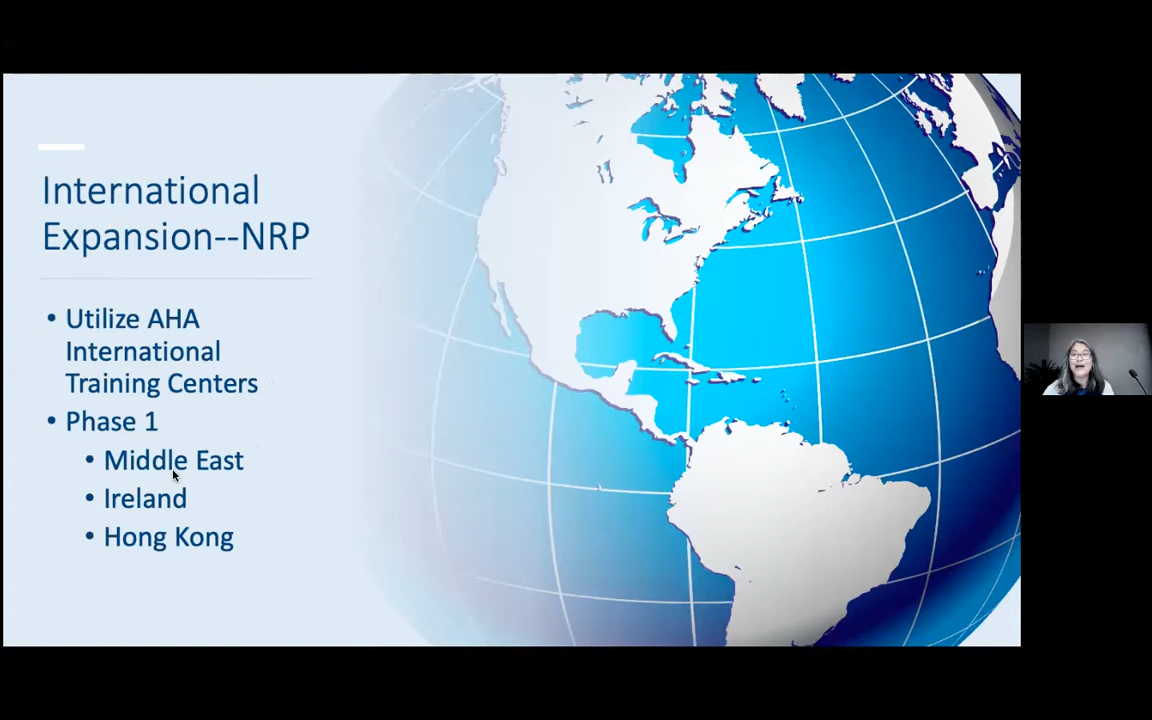 International
Expansion--NRP
• Utilize AHA
International
Training Centers
• Phase 1
• Middle East
• Ireland
• Hong Kong